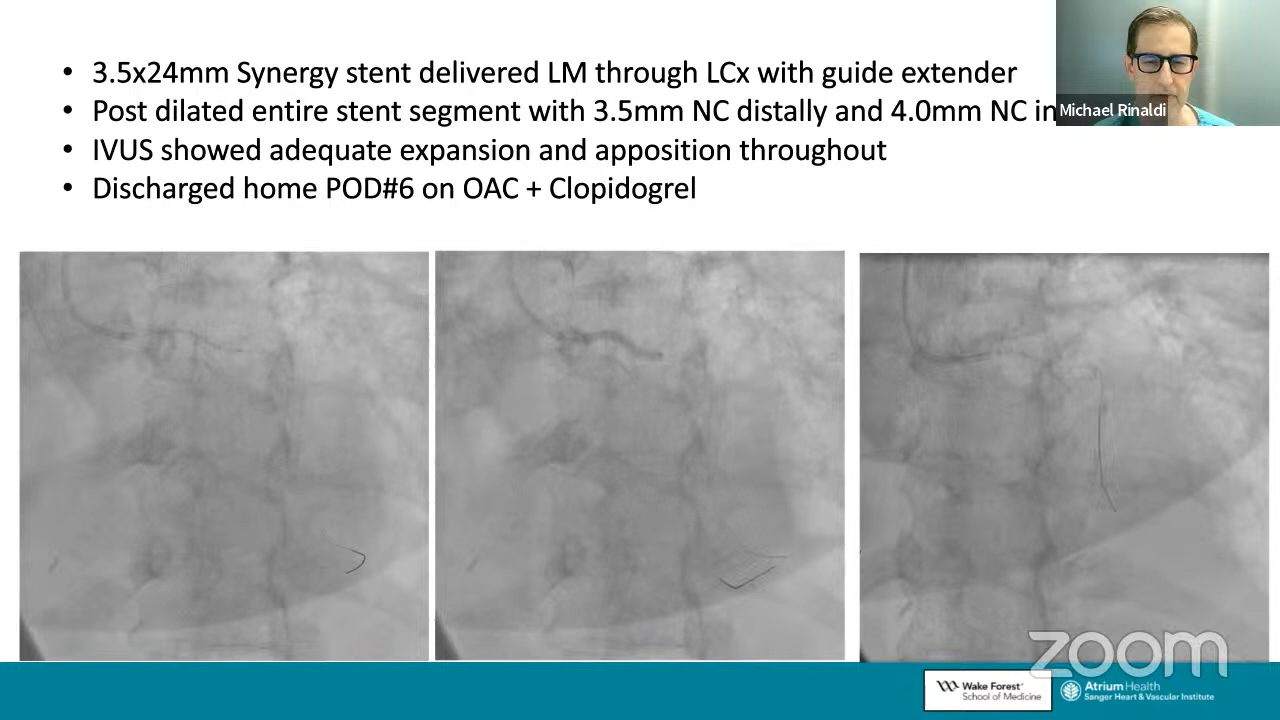 • 3.5x24mm Synergy stent delivered LM through LCx with guide extender
• Post dilated entire stent segment with 3.5mm NC distally and 4.0mm NC in
• IVUS showed adequate expansion and apposition throughout
• Discharged home POD#6 on OAC + Clopidogrel
Michael Rinaldi
zoom
Wake Forest®
School of Medicine
Atrium Health
Sanger Heart & Vascular Institute